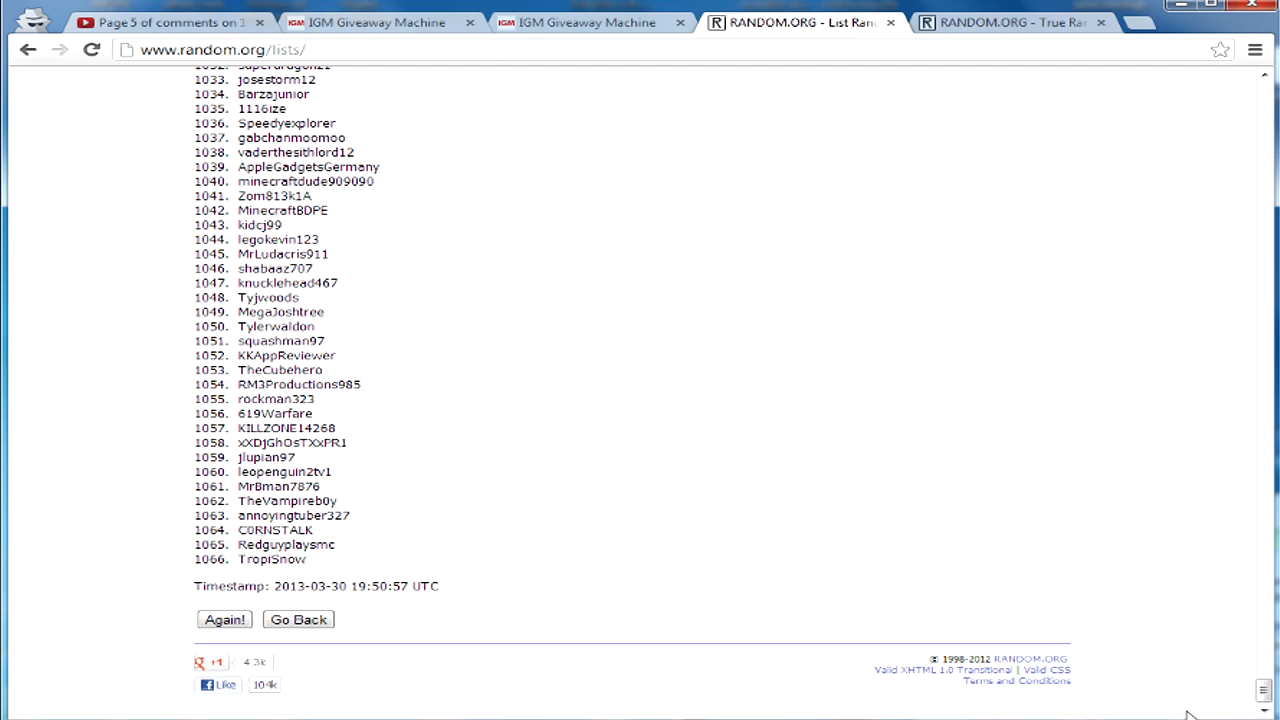 Page 5 of comments on 1
IGM Giveaway Machine
IGM Giveaway Machine
RANDOM.ORG - List Ran
RANDOM.ORG - True Ran
www.random.org/lists/
1033. josestorm12
1034. Barzajunior
1035. 1116ize
1036. Speedyexplorer
1037. gabchanmoomoo
1038. vaderthesithlord12
1039. AppleGadgetsGermany
1040. minecraftdude909090
1041. Zom813k1A
1042. MinecraftBDPE
1043. kidcj99
1044. legokevin123
1045. MrLudacris911
1046. shabaaz707
1047. knucklehead467
1048. Tyjwoods
1049. MegaJoshtree
1050. Tylerwaldon
1051. squashman97
1052. KKAppReviewer
1053. TheCubehero
1054. RM3Productions985
1055. rockman323
1056. 619Warfare
1057. KILLZONE14268
1058. xXDjGhOsTXxPR1
1059. jlupian97
1060. leopenguin2tv1
1061. MrBman7876
1062. TheVampireb0y
1063. annoyingtuber327
1064. C0RNSTALK
1065. Redguyplaysmc
1066. TropiSnow
Timestamp: 2013-03-30 19:50:57 UTC
Again! Go Back
+1 4.3k
Like 104k
© 1998-2012 RANDOM.ORG
Valid XHTML 1.0 Transitional | Valid CSS
Terms and Conditions